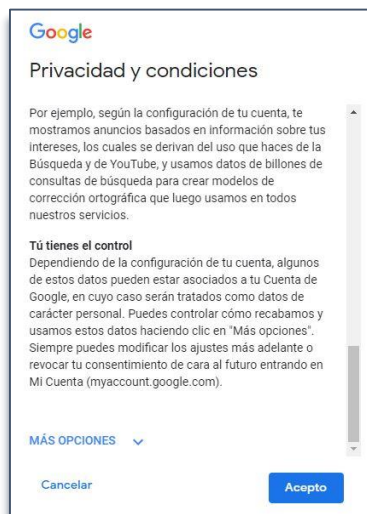 Google
Privacidad y condiciones
Por ejemplo, según la configuración de tu cuenta, te
mostramos anuncios basados en información sobre tus
intereses, los cuales se derivan del uso que haces de la
Búsqueda y de YouTube, y usamos datos de billones de
consultas de búsqueda para crear modelos de
corrección ortográfica que luego usamos en todos
nuestros servicios.
Tú tienes el control
Dependiendo de la configuración de tu cuenta, algunos
de estos datos pueden estar asociados a tu Cuenta de
Google, en cuyo caso serán tratados como datos de
carácter personal. Puedes controlar cómo recabamos y
usamos estos datos haciendo clic en "Más opciones".
Siempre puedes modificar los ajustes más adelante o
revocar tu consentimiento de cara al futuro entrando en
Mi Cuenta (myaccount.google.com).
MÁS OPCIONES
Cancelar
Acepto